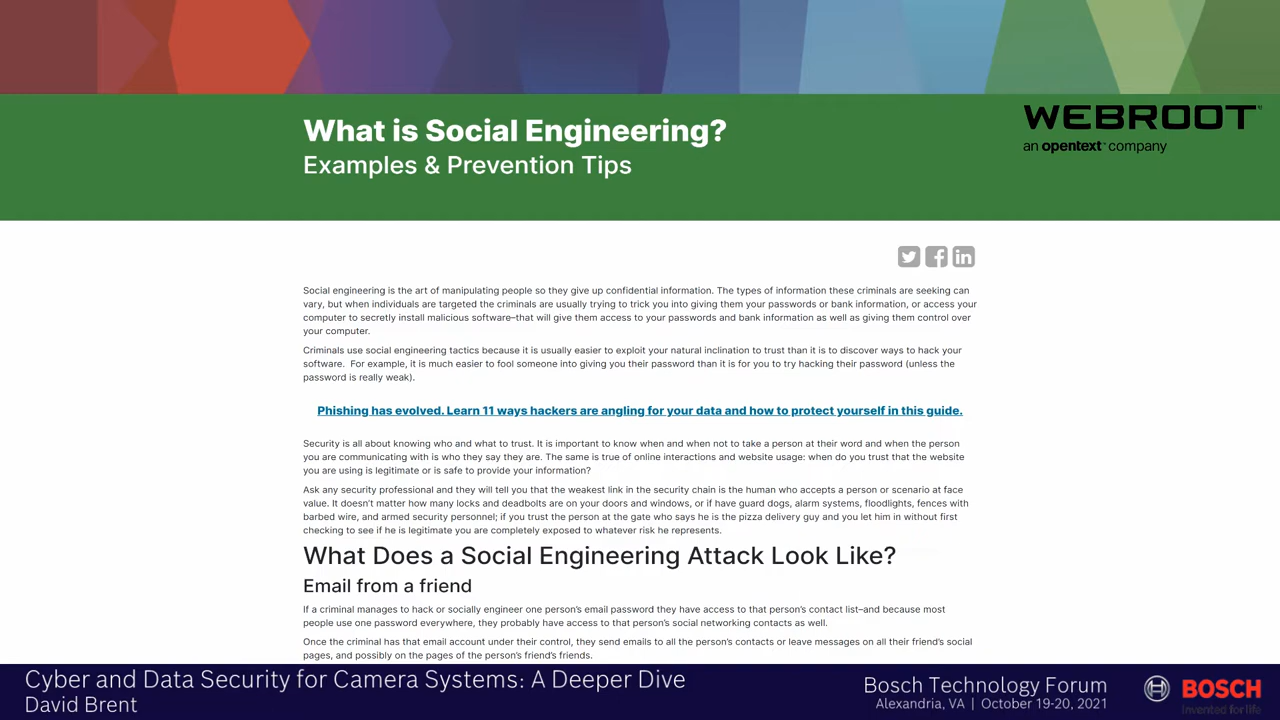 What is Social Engineering?
Examples & Prevention Tips
WEBROOT®
an opentext™ company
Social engineering is the art of manipulating people so they give up confidential information. The types of information these criminals are seeking can
vary, but when individuals are targeted the criminals are usually trying to trick you into giving them your passwords or bank information, or access your
computer to secretly install malicious software–that will give them access to your passwords and bank information as well as giving them control over
your computer.
Criminals use social engineering tactics because it is usually easier to exploit your natural inclination to trust than it is to discover ways to hack your
software.  For example, it is much easier to fool someone into giving you their password than it is for you to try hacking their password (unless the
password is really weak).
Phishing has evolved. Learn 11 ways hackers are angling for your data and how to protect yourself in this guide.
Security is all about knowing who and what to trust. It is important to know when and when not to take a person at their word and when the person
you are communicating with is who they say they are. The same is true of online interactions and website usage: when do you trust that the website
you are using is legitimate or is safe to provide your information?
Ask any security professional and they will tell you that the weakest link in the security chain is the human who accepts a person or scenario at face
value. It doesn't matter how many locks and deadbolts are on your doors and windows, or if have guard dogs, alarm systems, floodlights, fences with
barbed wire, and armed security personnel; if you trust the person at the gate who says he is the pizza delivery guy and you let him in without first
checking to see if he is legitimate you are completely exposed to whatever risk he represents.
What Does a Social Engineering Attack Look Like?
Email from a friend
If a criminal manages to hack or socially engineer one person's email password they have access to that person's contact list–and because most
people use one password everywhere, they probably have access to that person's social networking contacts as well.
Once the criminal has that email account under their control, they send emails to all the person's contacts or leave messages on all their friend's social
pages, and possibly on the pages of the person's friend's friends.
Cyber and Data Security for Camera Systems: A Deeper Dive
David Brent
Bosch Technology Forum
Alexandria, VA | October 19-20, 2021
BOSCH
Invented for life